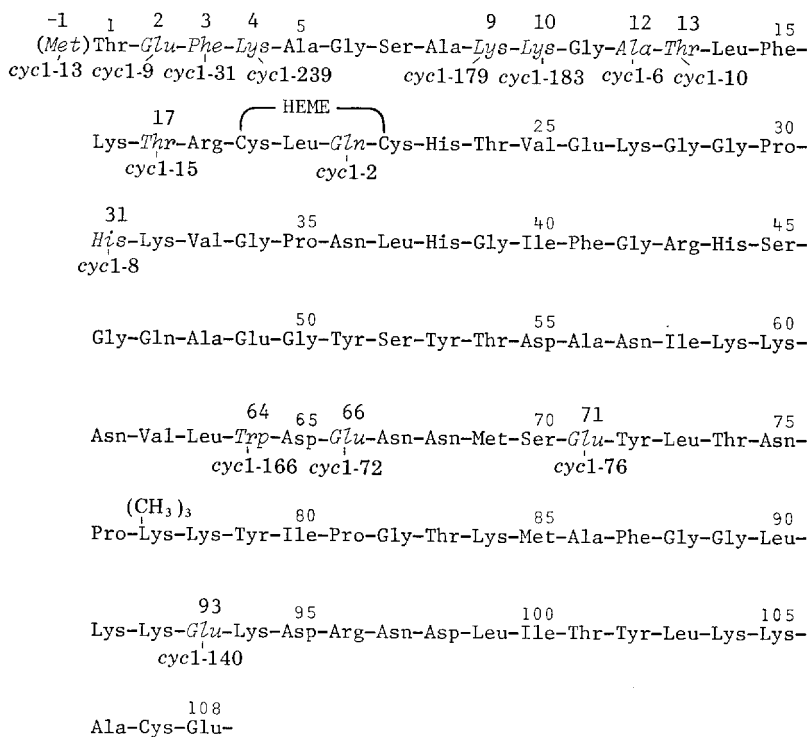 -1 1 2 3 4 5 9 10 12 13 15
(Met)Thr-Glu-Phe-Lys-Ala-Gly-Ser-Ala-Lys-Lys-Gly-Ala-Thr-Leu-Phe-
cyc1-13 cyc1-9 cyc1-31 cyc1-239 cyc1-179 cyc1-183 cyc1-6 cyc1-10
HEME
17 25 30
Lys-Thr-Arg-Cys-Leu-Gln-Cys-His-Thr-Val-Glu-Lys-Gly-Gly-Pro-
cyc1-15 cyc1-2
31 35 40 45
His-Lys-Val-Gly-Pro-Asn-Leu-His-Gly-Ile-Phe-Gly-Arg-His-Ser-
cyc1-8
50 55 60
Gly-Gln-Ala-Glu-Gly-Tyr-Ser-Tyr-Thr-Asp-Ala-Asn-Ile-Lys-Lys-
64 65 66 70 71 75
Asn-Val-Leu-Trp-Asp-Glu-Asn-Asn-Met-Ser-Glu-Tyr-Leu-Thr-Asn-
cyc1-166 cyc1-72 cyc1-76
(CH3)3 80 85 90
Pro-Lys-Lys-Tyr-Ile-Pro-Gly-Thr-Lys-Met-Ala-Phe-Gly-Gly-Leu-
93 95 100 105
Lys-Lys-Glu-Lys-Asp-Arg-Asn-Asp-Leu-Ile-Thr-Tyr-Leu-Lys-Lys-
cyc1-140
108
Ala-Cys-Glu-